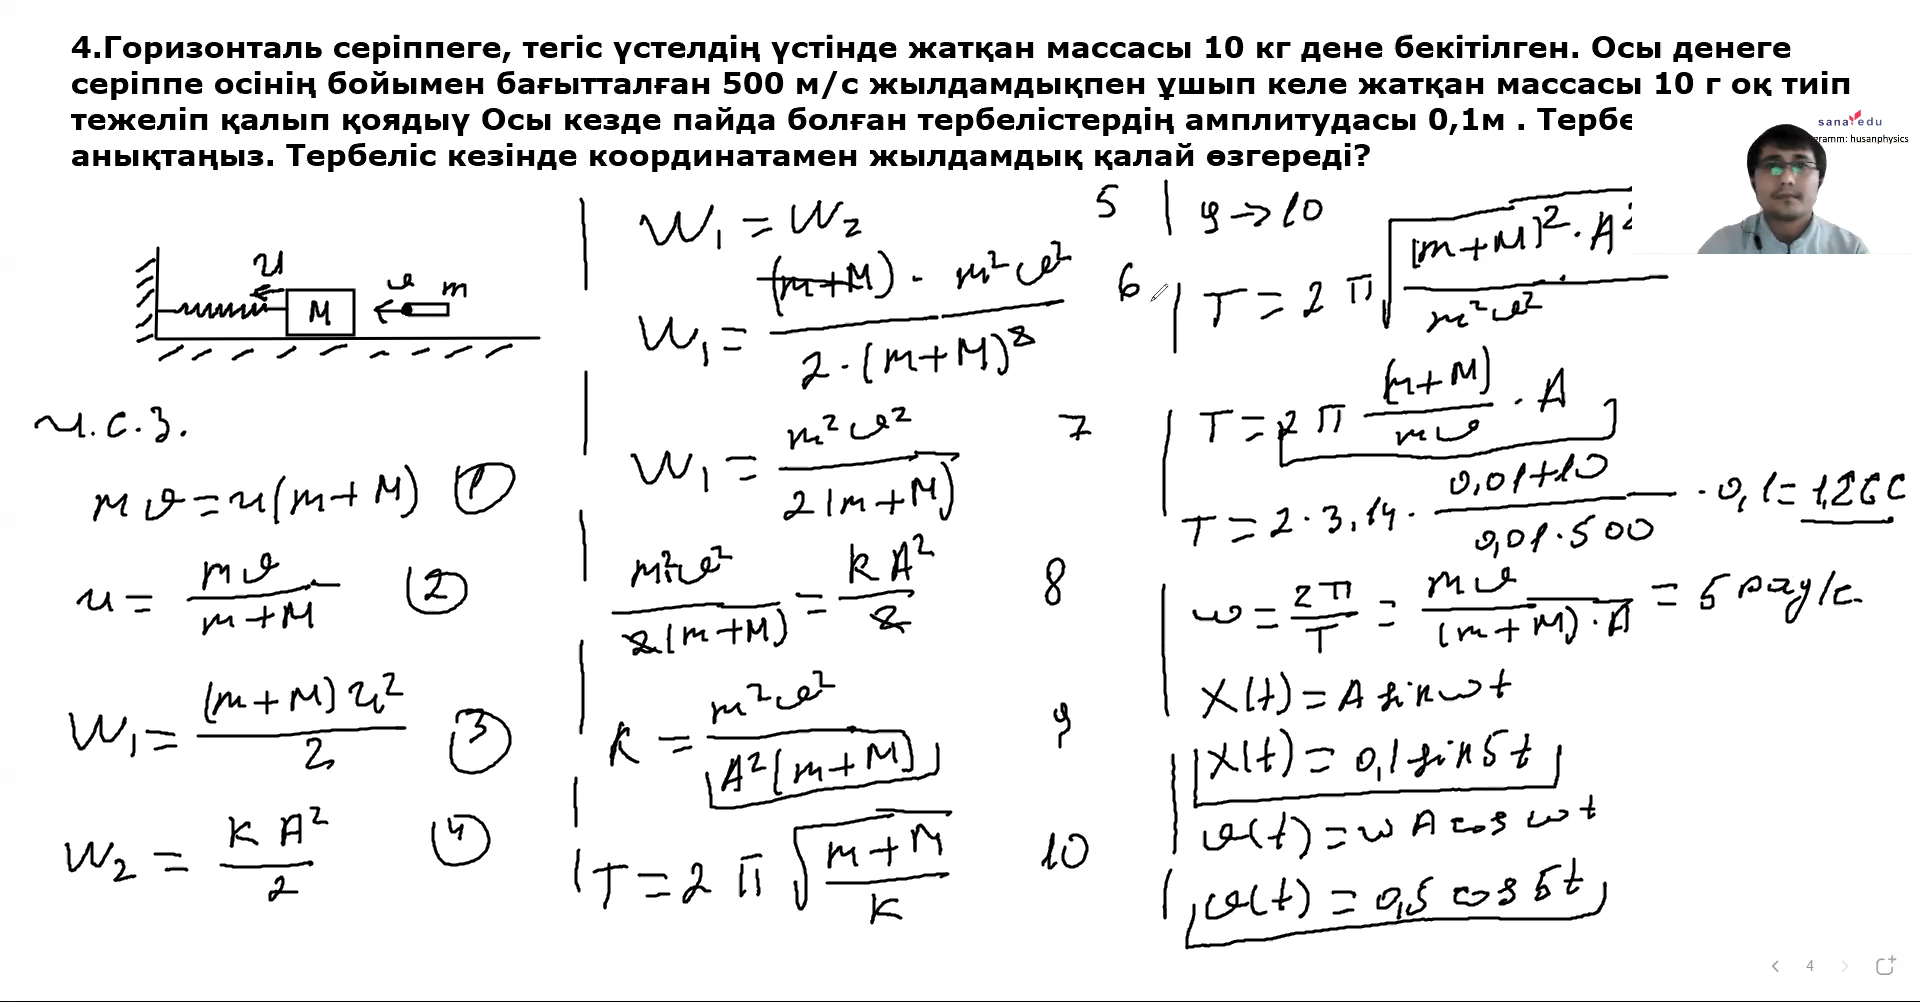 4.Горизонталь серіппеге, тегіс үстелдің үстінде жатқан массасы 10 кг дене бекітілген. Осы денеге
серіппе осінің бойымен бағытталған 500 м/с жылдамдықпен ұшып келе жатқан массасы 10 г оқ тиіп
тежеліп қалып қоядыү Осы кезде пайда болған тербелістердің амплитудасы 0,1м . Тербе
анықтаңыз. Тербеліс кезінде координатамен жылдамдық қалай өзгереді?
sana edu
gramm: husanphysics
u
M
υ m
И.С.З.
mυ = u(m+M) (1)
u = mυ / (m+M) (2)
W₁ = (m+M)u² / 2 (3)
W₂ = kA² / 2 (4)
W₁ = W₂ 5
W₁ = (m+M) · m²υ² / 2·(m+M)² 6
W₁ = m²υ² / 2(m+M) 7
m²υ² / 2(m+M) = kA² / 2 8
k = m²υ² / A²(m+M) 9
T = 2π√((m+M) / k) 10
9 → 10
T = 2π√((m+M)² · A² / m²υ²)
T = 2π (m+M) / mυ · A
T = 2·3,14 · (0,01+10) / (0,01·500) · 0,1 = 1,26 с
ω = 2π / T = mυ / (m+M)·A = 5 рад/с.
X(t) = A sin ωt
X(t) = 0,1 sin 5t
υ(t) = ωA cos ωt
υ(t) = 0,5 cos 5t
4